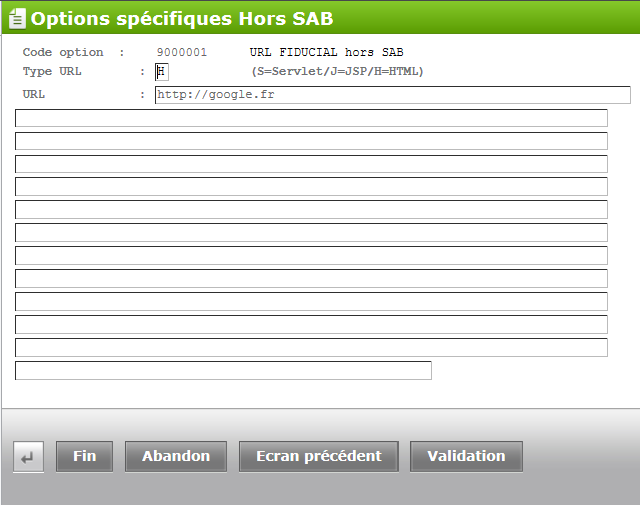 Options spécifiques Hors SAB
Code option : 9000001 URL FIDUCIAL hors SAB
Type URL : H (S=Servlet/J=JSP/H=HTML)
URL : http://google.fr
Fin Abandon Ecran précédent Validation